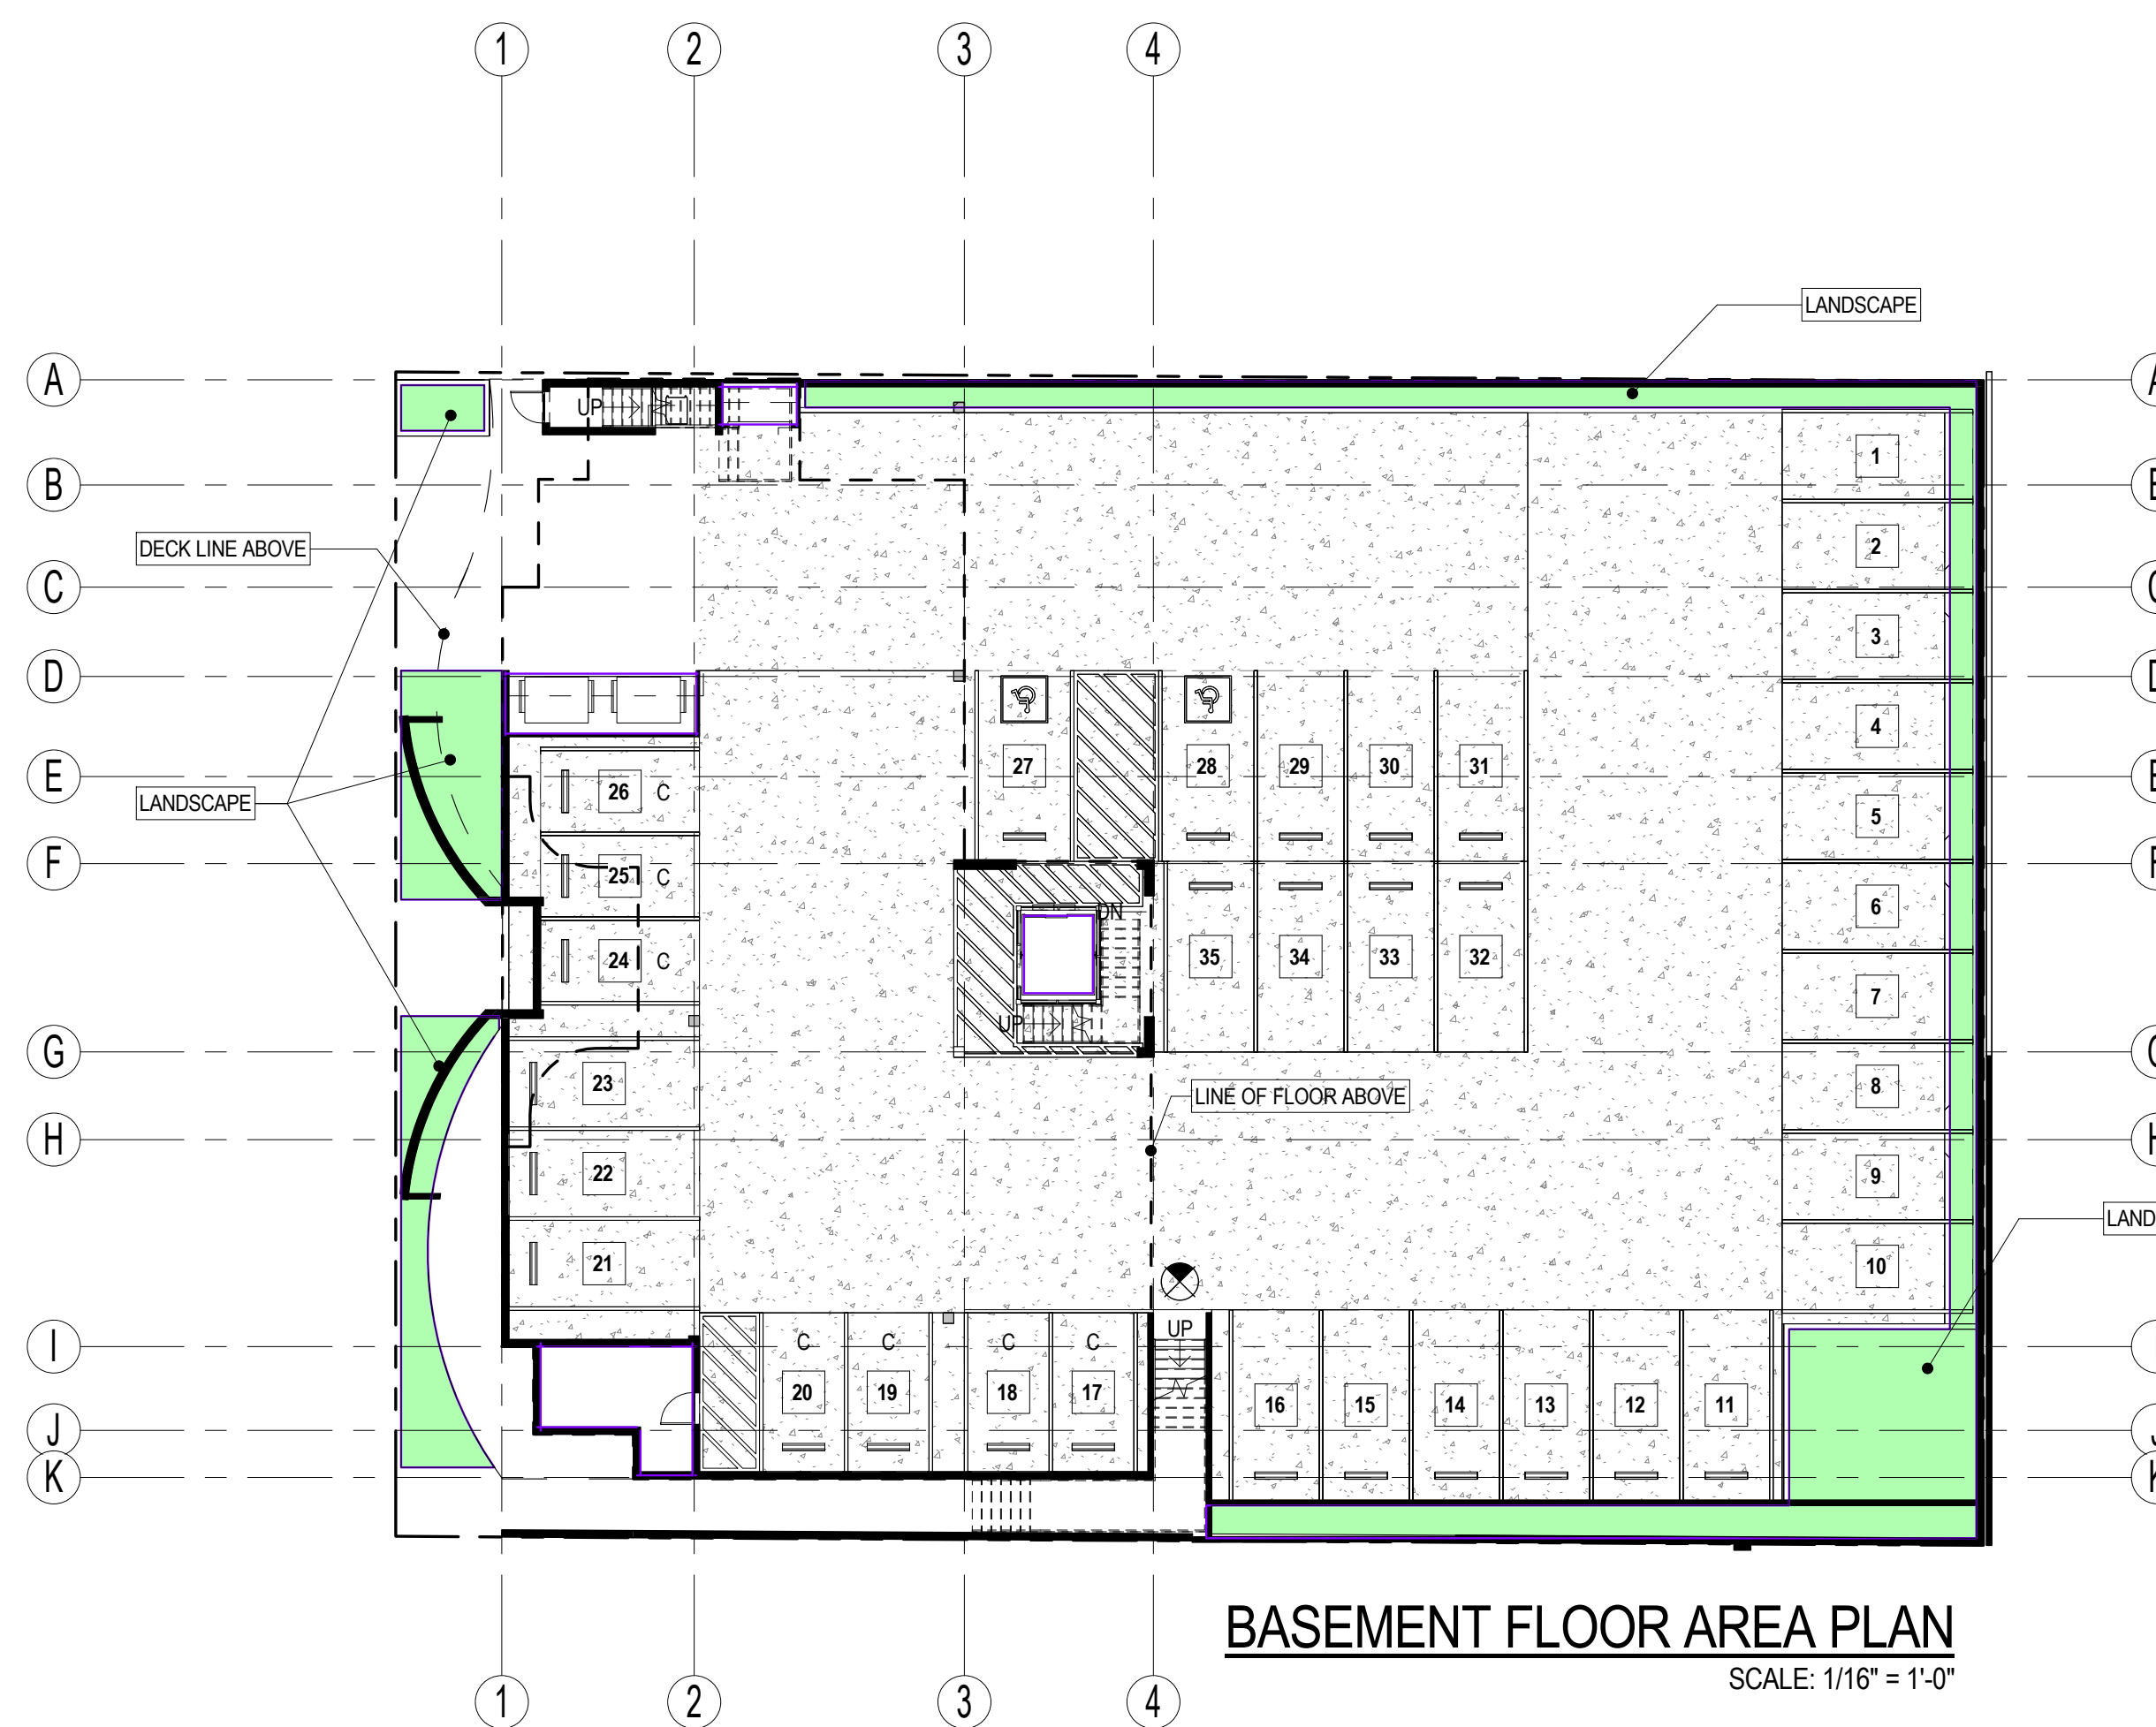 1 2 3 4
LANDSCAPE
A A
UP
1
B B
DECK LINE ABOVE
2
C C
3
D D
4
27 28 29 30 31
E E
26 C
LANDSCAPE
5
F F
25 C
6
DN
24 C
35 34 33 32
7
UP
G G
23
8
LINE OF FLOOR ABOVE
H H
22
9
LAND
21
10
UP
I
C C C C
20 19 18 17
16 15 14 13 12 11
J J
K K
BASEMENT FLOOR AREA PLAN
SCALE: 1/16" = 1'-0"
1 2 3 4